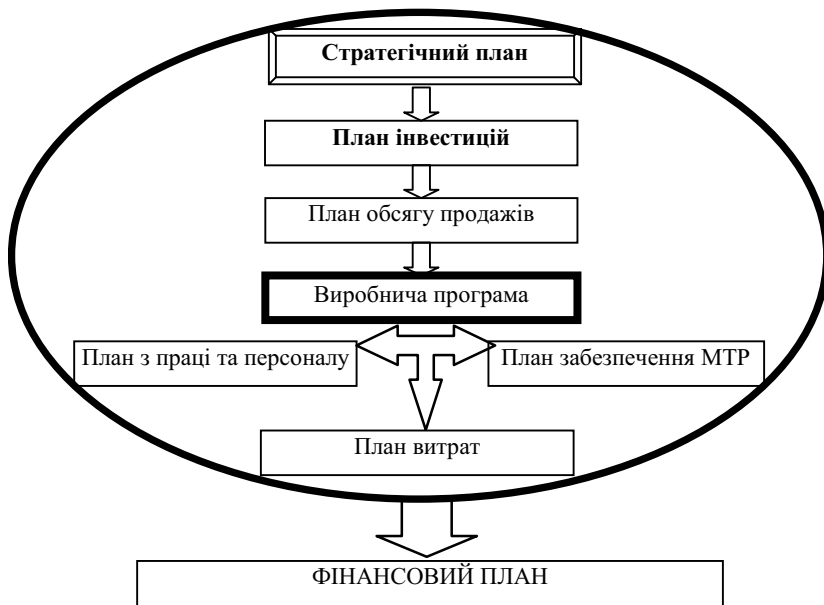 Стратегічний план
План інвестицій
План обсягу продажів
Виробнича програма
План з праці та персоналу
План забезпечення МТР
План витрат
ФІНАНСОВИЙ ПЛАН